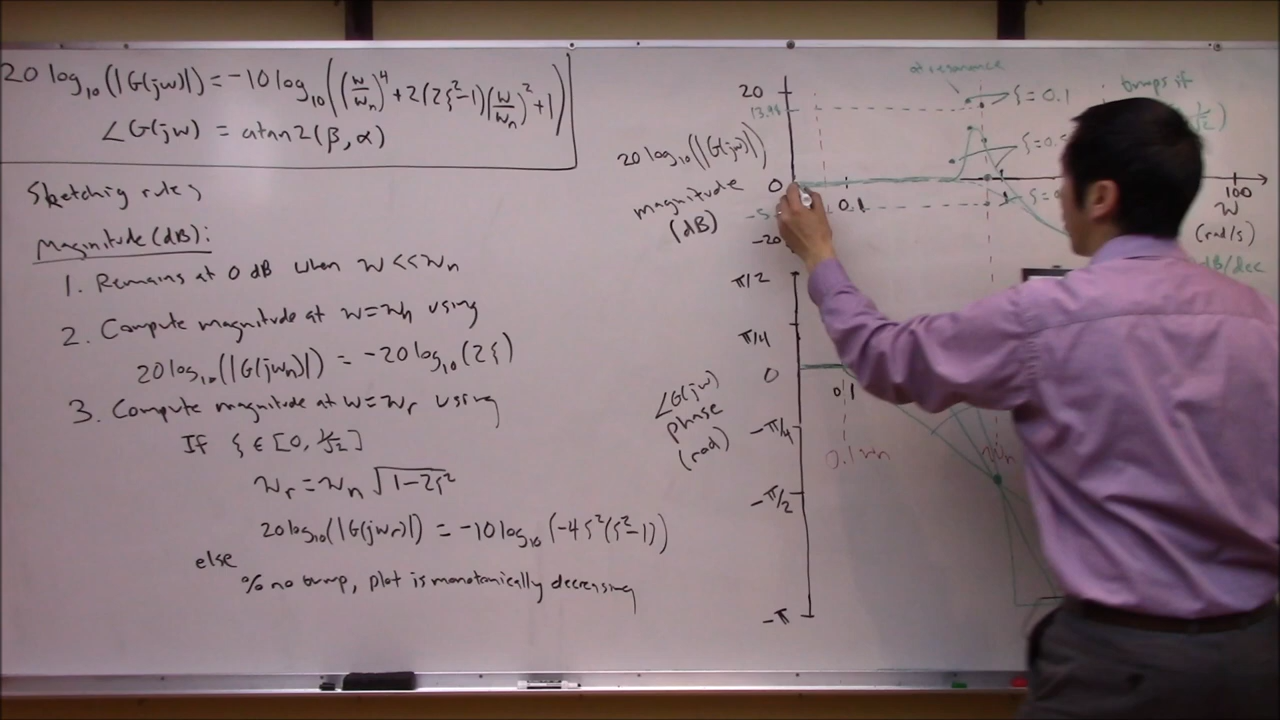 20 log₁₀(|G(jω)|) = -10 log₁₀((ω/ωₙ)⁴ + 2(2ζ²-1)(ω/ωₙ)² + 1)
∠G(jω) = atan2(β, α)
Sketching rules
Maginitude (dB):
1. Remains at 0 dB when ω << ωₙ
2. Compute magnitude at ω=ωₙ using
20 log₁₀(|G(jωₙ)|) = -20 log₁₀(2ζ)
3. Compute magnitude at ω=ωᵣ using
If ζ ∈ [0, 1/√2]
ωᵣ = ωₙ √(1-2ζ²)
20 log₁₀(|G(jωᵣ)|) = -10 log₁₀(-4ζ²(ζ²-1))
else
% no bump, plot is monotonically decreasing
at resonance
bumps if
20
13.98
ζ = 0.1
20 log₁₀(|G(jω)|)
magnitude
(dB)
0
0.1
1
100
ω
(rad/s)
-20
dB/dec
π/2
π/4
0
0.1
∠G(jω)
phase
(rad)
-π/4
0.1ωₙ
ωₙ
-π/2
-π